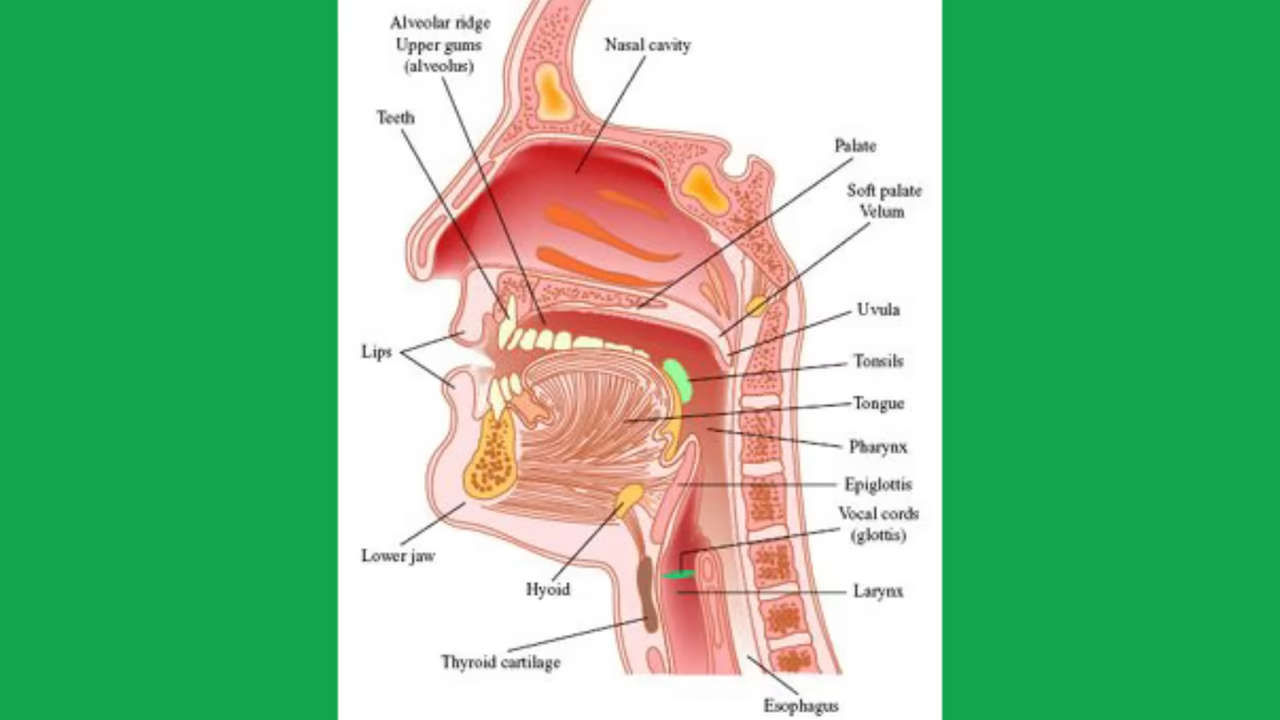 Alveolar ridge
Upper gums
(alveolus)
Nasal cavity
Teeth
Palate
Soft palate
Velum
Uvula
Lips
Tonsils
Tongue
Pharynx
Epiglottis
Vocal cords
(glottis)
Lower jaw
Hyoid
Larynx
Thyroid cartilage
Esophagus